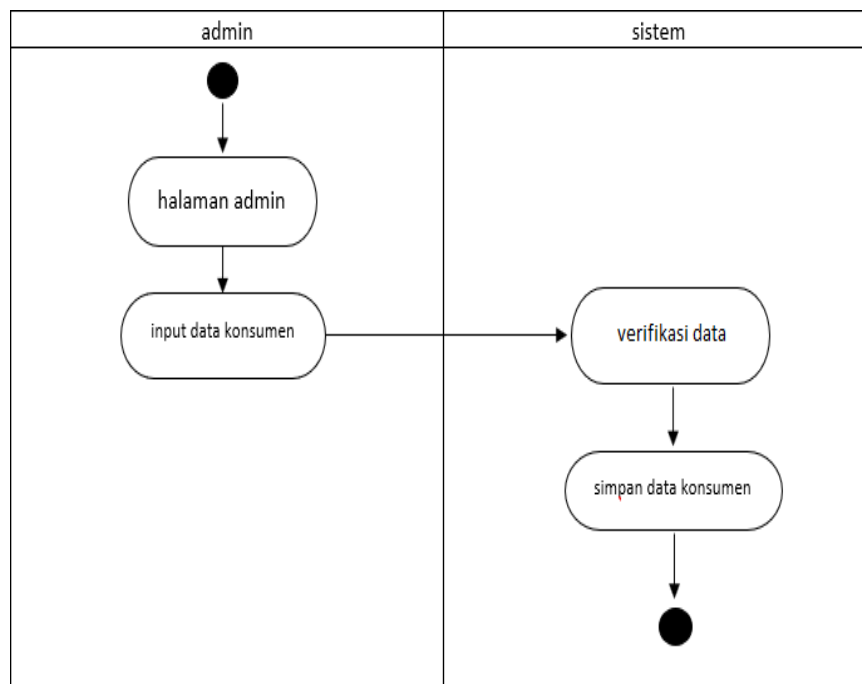 admin
sistem
halaman admin
input data konsumen
verifikasi data
simpan data konsumen